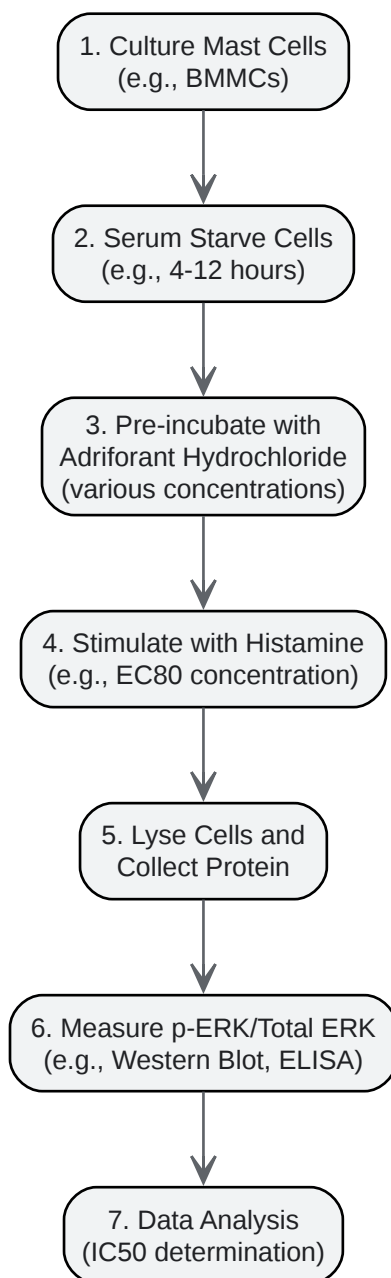 1. Culture Mast Cells
(e.g., BMMCs)
2. Serum Starve Cells
(e.g., 4-12 hours)
3. Pre-incubate with
Adriforant Hydrochloride
(various concentrations)
4. Stimulate with Histamine
(e.g., EC80 concentration)
5. Lyse Cells and
Collect Protein
6. Measure p-ERK/Total ERK
(e.g., Western Blot, ELISA)
7. Data Analysis
(IC50 determination)